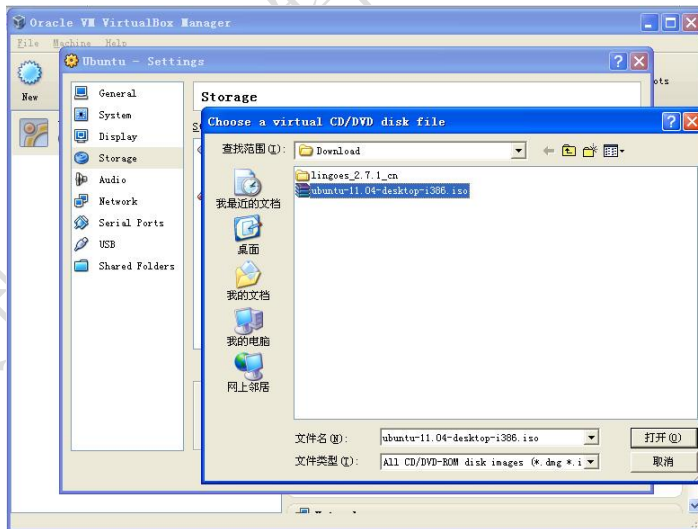 Oracle VM VirtualBox Manager
File Machine Help
New
Ubuntu - Settings
General
System
Display
Storage
Audio
Network
Serial Ports
USB
Shared Folders
Storage
Choose a virtual CD/DVD disk file
查找范围(I):
Download
我最近的文档
桌面
我的文档
我的电脑
网上邻居
lingoes_2.7.1_cn
ubuntu-11.04-desktop-i386.iso
文件名(N):
ubuntu-11.04-desktop-i386.iso
打开(O)
文件类型(T):
All CD/DVD-ROM disk images (*.dmg *.i
取消